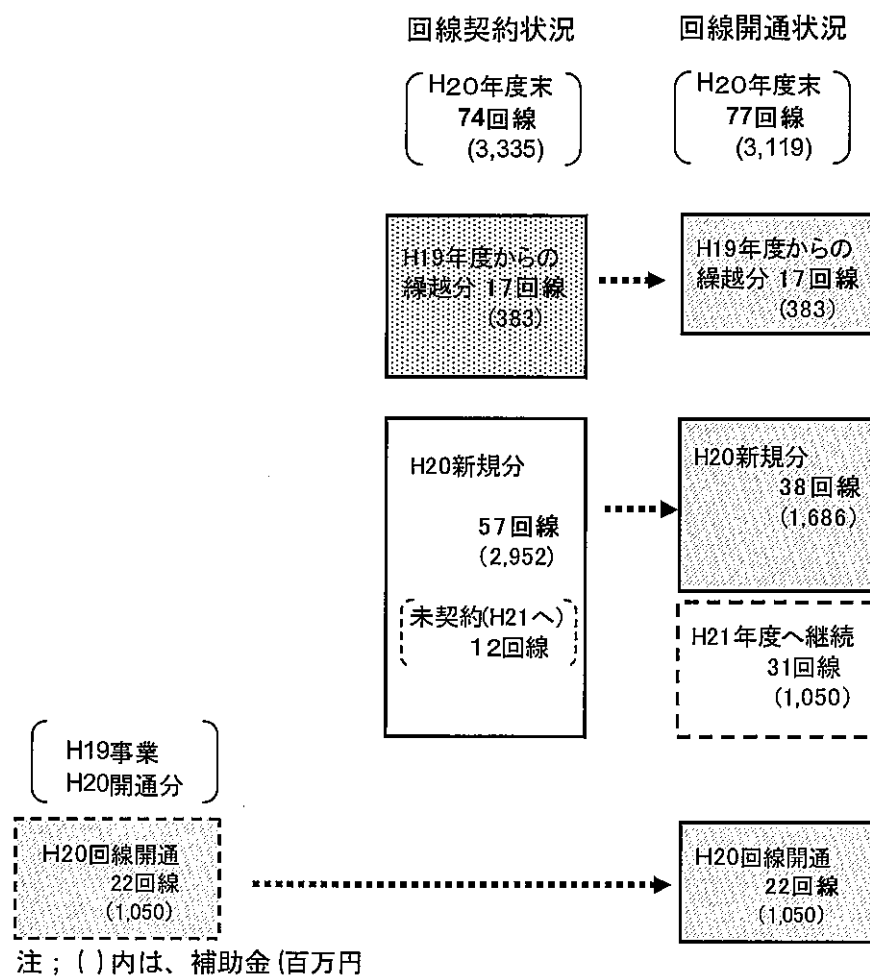 回線契約状況
回線開通状況
H20年度末
74回線
(3,335)
H20年度末
77回線
(3,119)
H19年度からの
繰越分 17回線
(383)
H19年度からの
繰越分 17回線
(383)
H20新規分
57回線
(2,952)
未契約(H21へ)
12回線
H20新規分
38回線
(1,686)
H21年度へ継続
31回線
(1,050)
H19事業
H20開通分
H20回線開通
22回線
(1,050)
H20回線開通
22回線
(1,050)
注；( )内は、補助金(百万円